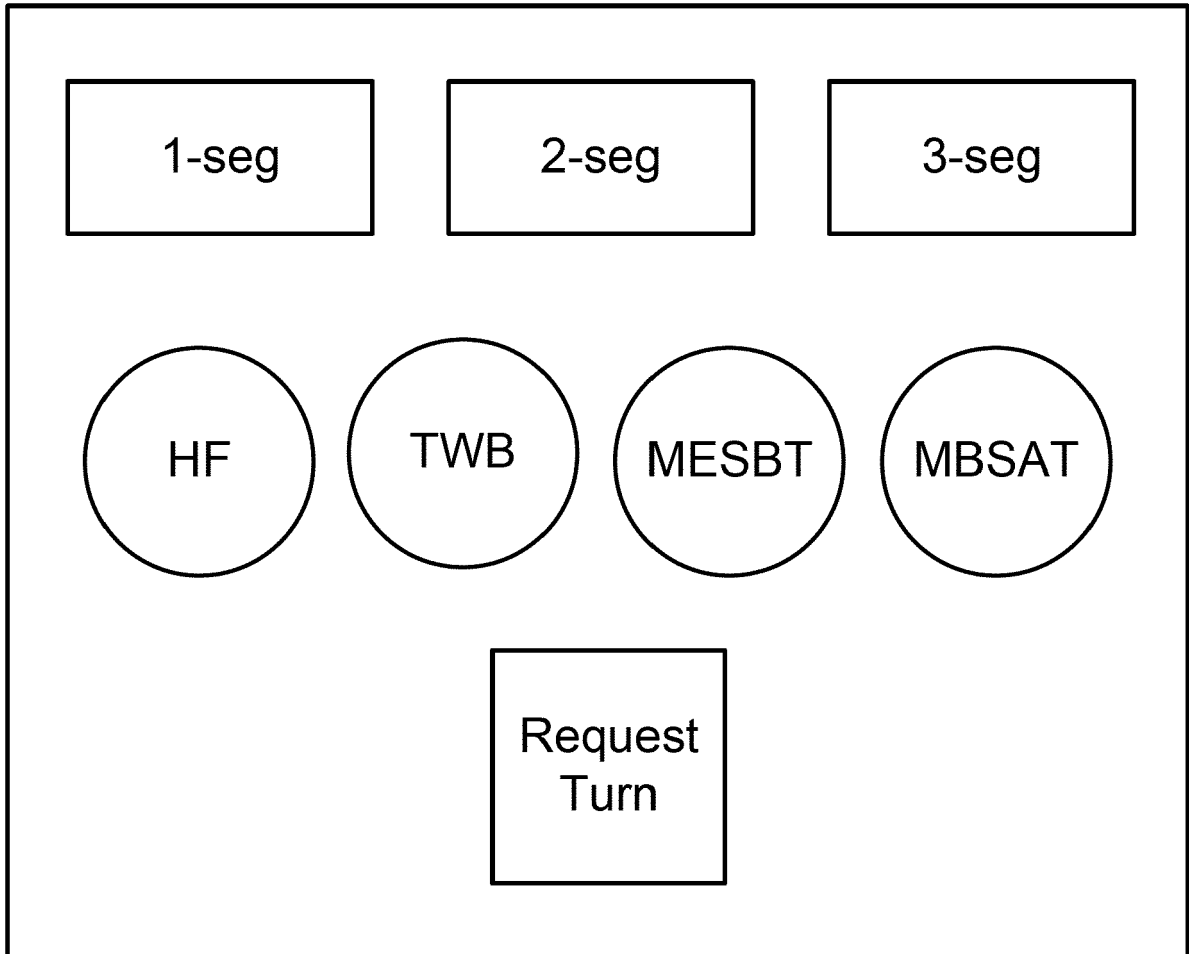 1-seg
2-seg
3-seg
HF
TWB
MESBT
MBSAT
Request
Turn